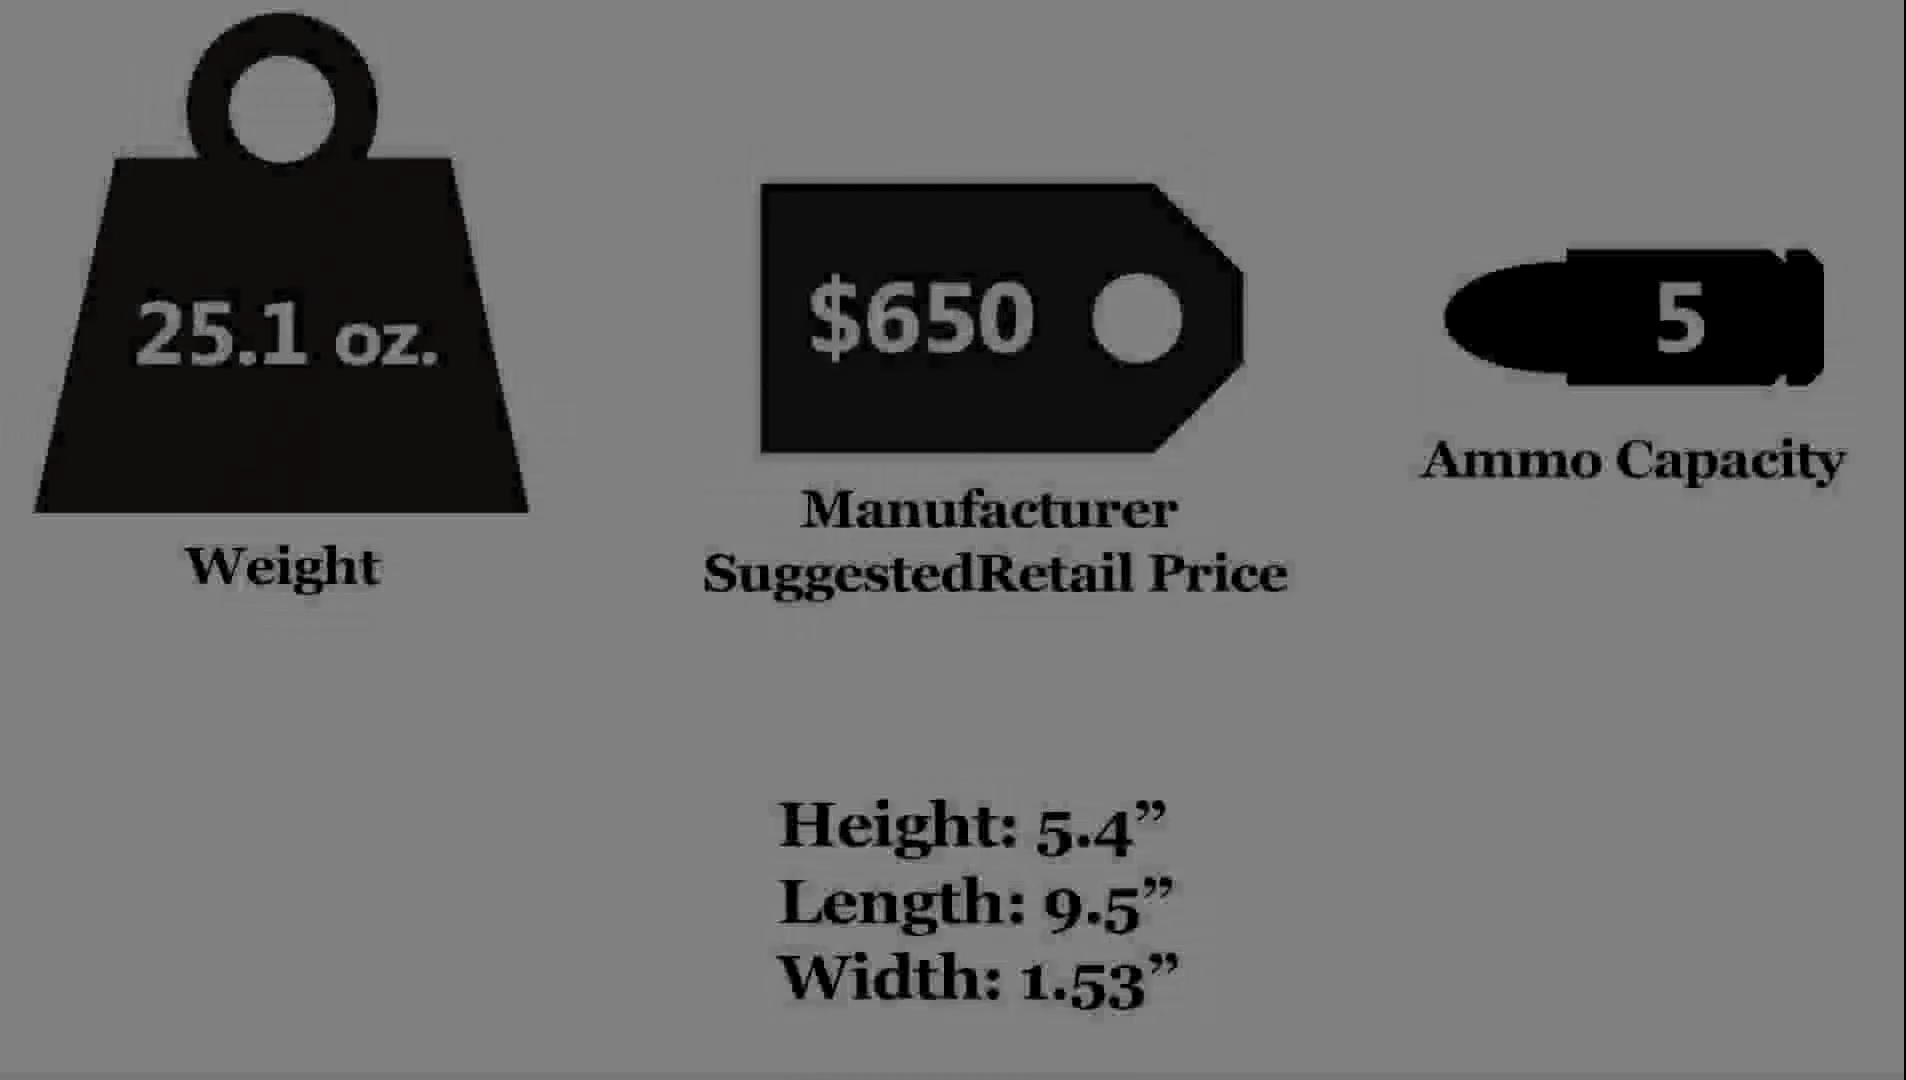 25.1 oz.
Weight
$650
Manufacturer
SuggestedRetail Price
5
Ammo Capacity
Height: 5.4”
Length: 9.5”
Width: 1.53”